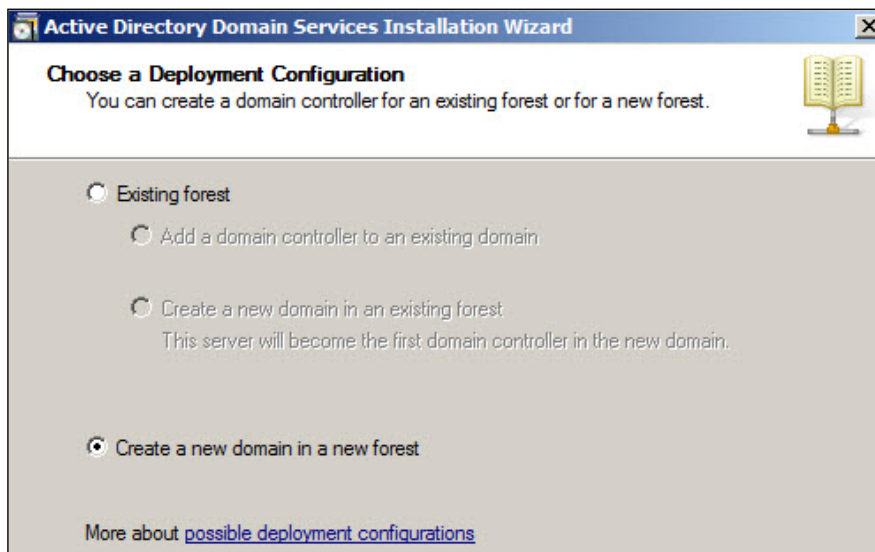 Active Directory Domain Services Installation Wizard
Choose a Deployment Configuration
You can create a domain controller for an existing forest or for a new forest.
Existing forest
Add a domain controller to an existing domain
Create a new domain in an existing forest
This server will become the first domain controller in the new domain.
Create a new domain in a new forest
More about possible deployment configurations